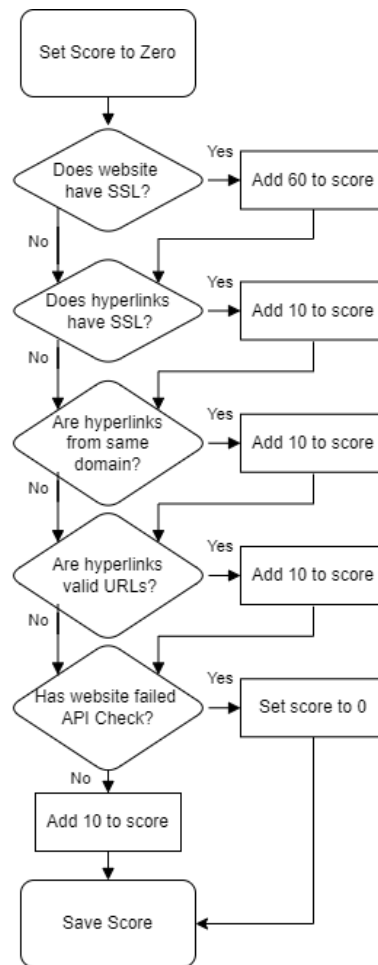 Set Score to Zero
Does website
have SSL?
Yes
Add 60 to score
No
Does hyperlinks
have SSL?
Yes
Add 10 to score
No
Are hyperlinks
from same
domain?
Yes
Add 10 to score
No
Are hyperlinks
valid URLs?
Yes
Add 10 to score
No
Has website failed
API Check?
Yes
Set score to 0
No
Add 10 to score
Save Score